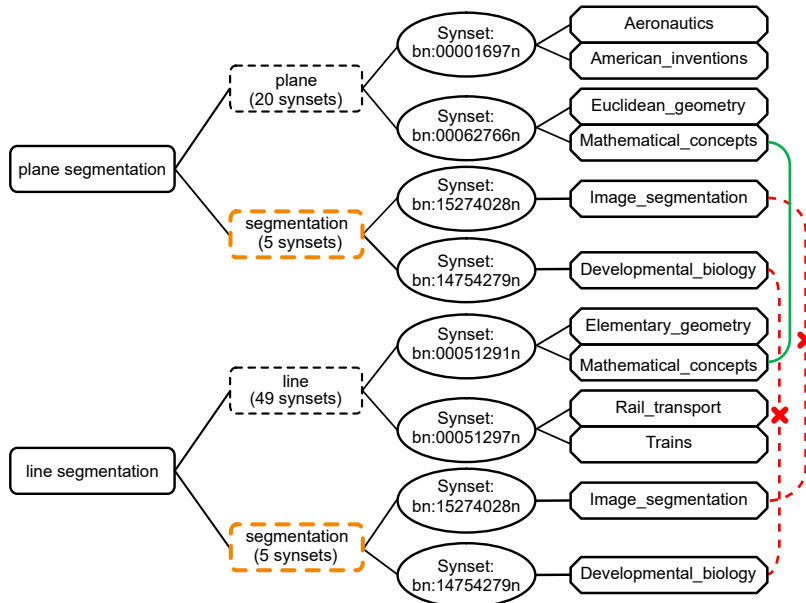 plane segmentation
plane
(20 synsets)
Synset:
bn:00001697n
Aeronautics
American_inventions
Synset:
bn:00062766n
Euclidean_geometry
Mathematical_concepts
segmentation
(5 synsets)
Synset:
bn:15274028n
Image_segmentation
Synset:
bn:14754279n
Developmental_biology
line segmentation
line
(49 synsets)
Synset:
bn:00051291n
Elementary_geometry
Mathematical_concepts
Synset:
bn:00051297n
Rail_transport
Trains
segmentation
(5 synsets)
Synset:
bn:15274028n
Image_segmentation
Synset:
bn:14754279n
Developmental_biology